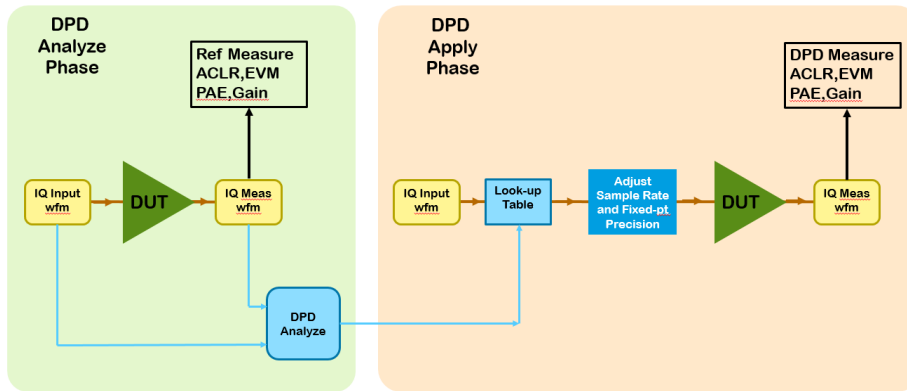 DPD
Analyze
Phase
Ref Measure
ACLR,EVM
PAE,Gain
IQ Input
wfm
DUT
IQ Meas
wfm
DPD
Analyze
DPD
Apply
Phase
DPD Measure
ACLR,EVM
PAE,Gain
IQ Input
wfm
Look-up
Table
Adjust
Sample Rate
and Fixed-pt
Precision
DUT
IQ Meas
wfm